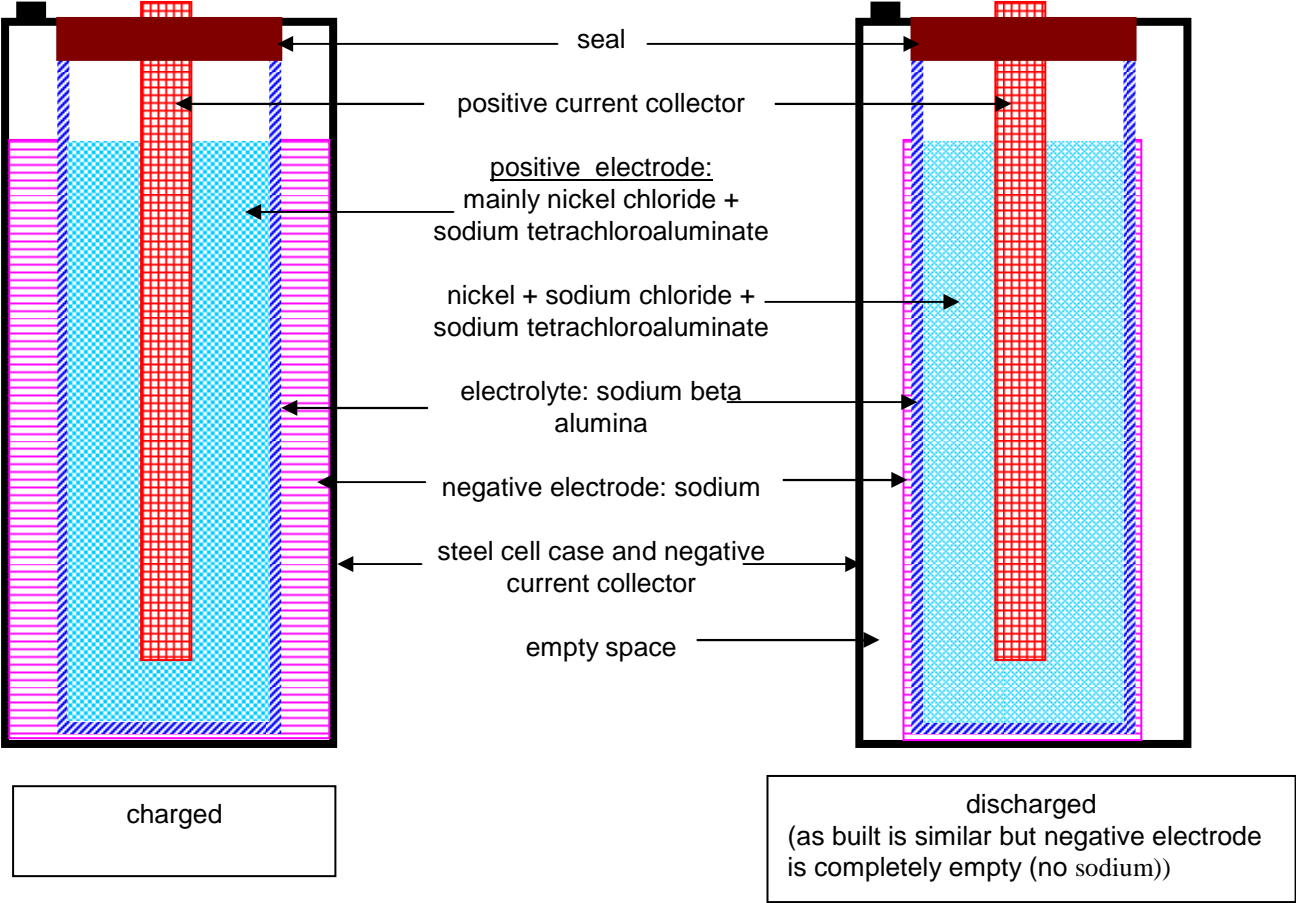 seal
positive current collector
positive electrode:
mainly nickel chloride +
sodium tetrachloroaluminate
nickel + sodium chloride +
sodium tetrachloroaluminate
electrolyte: sodium beta
alumina
negative electrode: sodium
steel cell case and negative
current collector
empty space
charged
discharged
(as built is similar but negative electrode
is completely empty (no sodium))